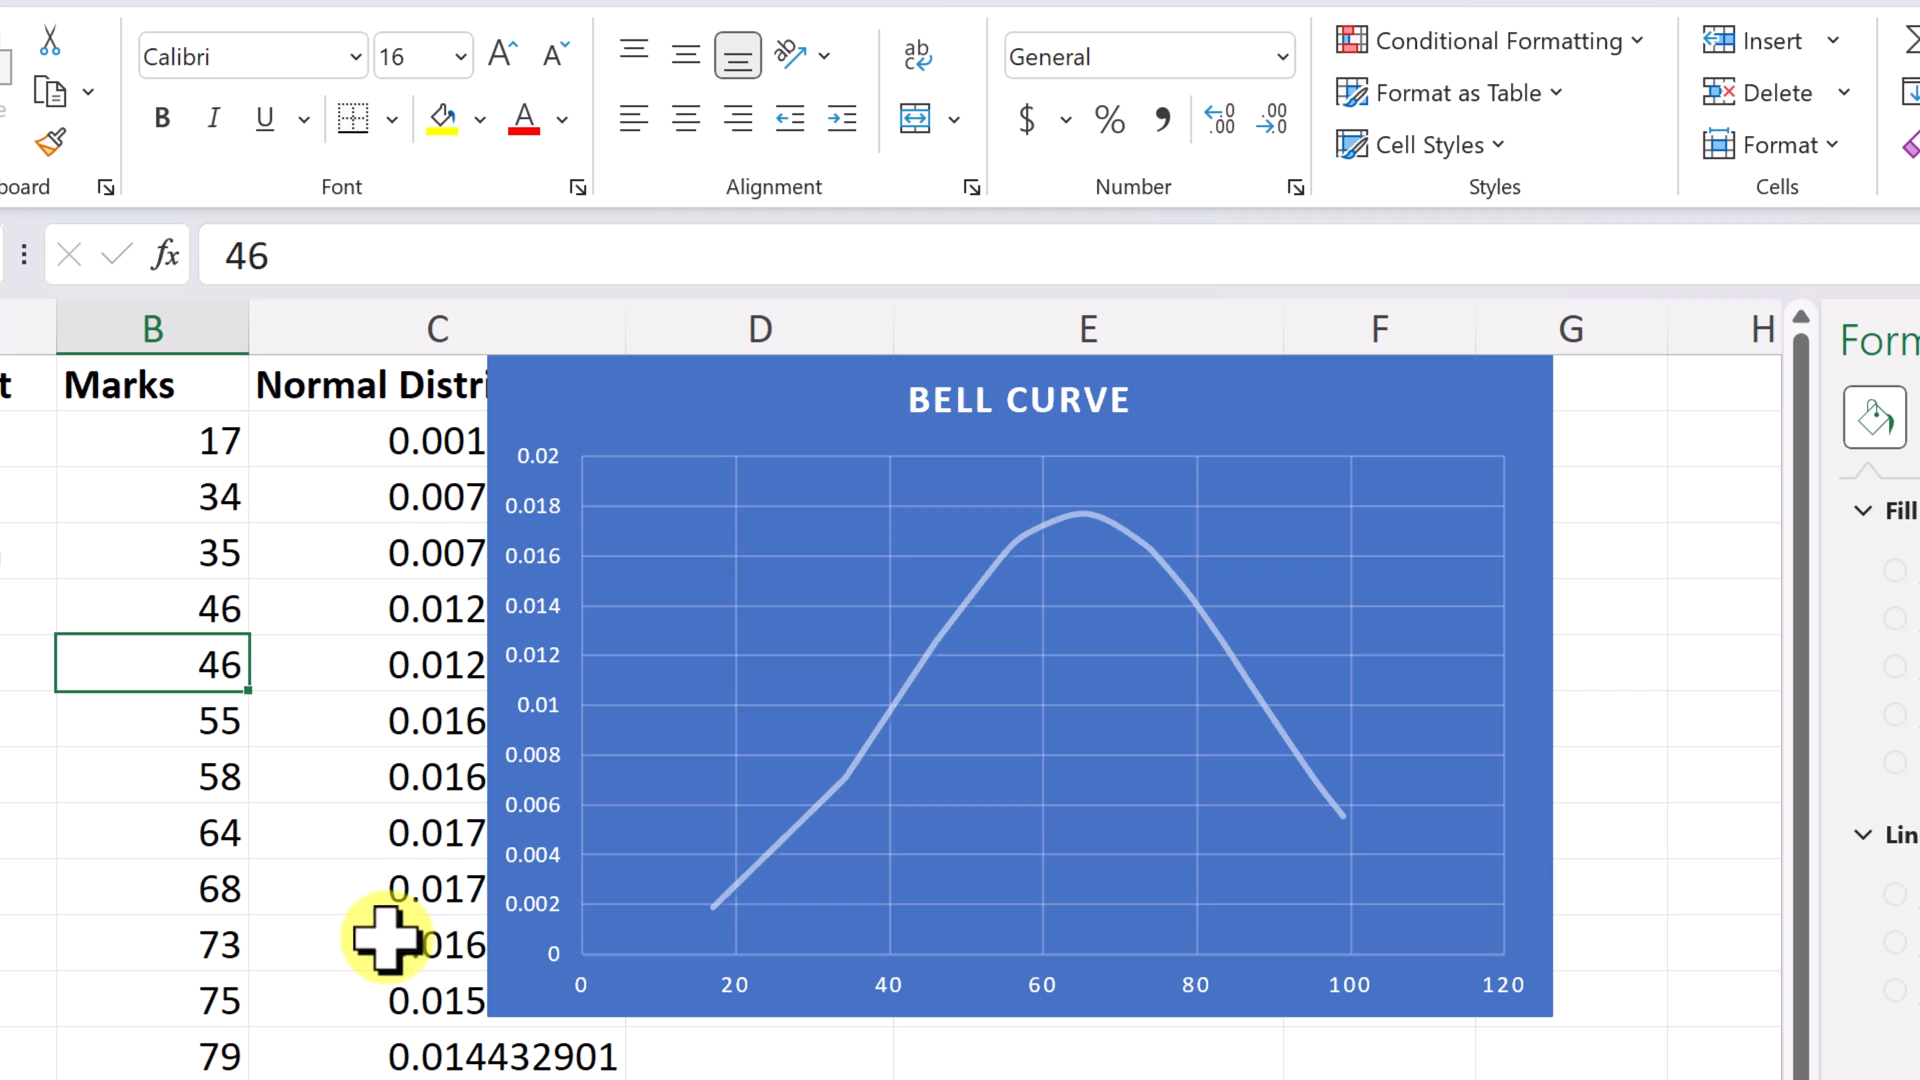 Calibri
16
A A
ab
c
General
Conditional Formatting
Insert
Format as Table
Delete
B I U A
$ % , .00 .00
Cell Styles
Format
Font
Alignment
Number
Styles
Cells
fx 46
B C D E F G H
t Marks Normal Distri
17 0.001
34 0.007
35 0.007
46 0.012
46 0.012
55 0.016
58 0.016
64 0.017
68 0.017
73 .016
75 0.015
79 0.014432901
BELL CURVE
0.02
0.018
0.016
0.014
0.012
0.01
0.008
0.006
0.004
0.002
0
0 20 40 60 80 100 120
Form
Fill
Lin